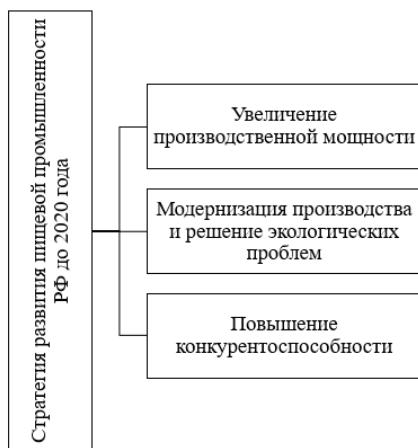 Стратегия развития пищевой промышленности
РФ до 2020 года
Увеличение
производственной мощности
Модернизация производства
и решение экологических
проблем
Повышение
конкурентоспособности